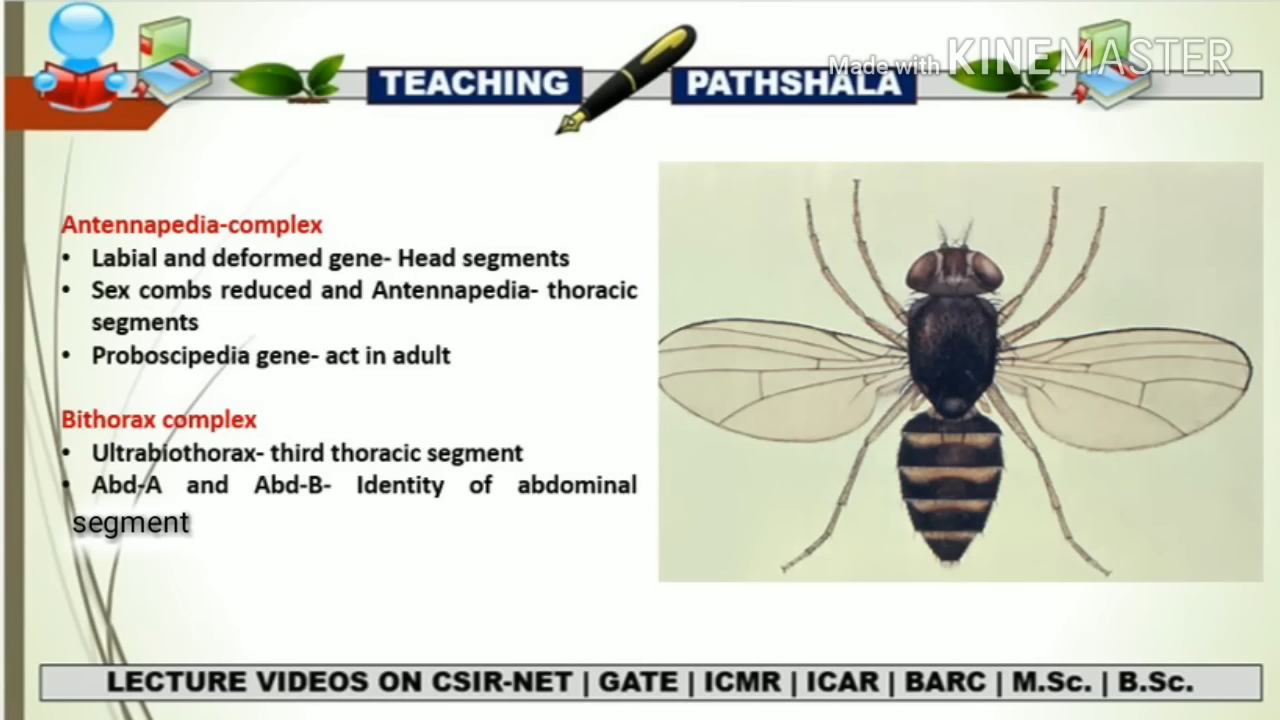 TEACHING PATHSHALA
Made with KINEMASTER
Antennapedia-complex
• Labial and deformed gene- Head segments
• Sex combs reduced and Antennapedia- thoracic
segments
• Proboscipedia gene- act in adult
Bithorax complex
• Ultrabiothorax- third thoracic segment
• Abd-A and Abd-B- Identity of abdominal
segment
LECTURE VIDEOS ON CSIR-NET | GATE | ICMR | ICAR | BARC | M.Sc. | B.Sc.